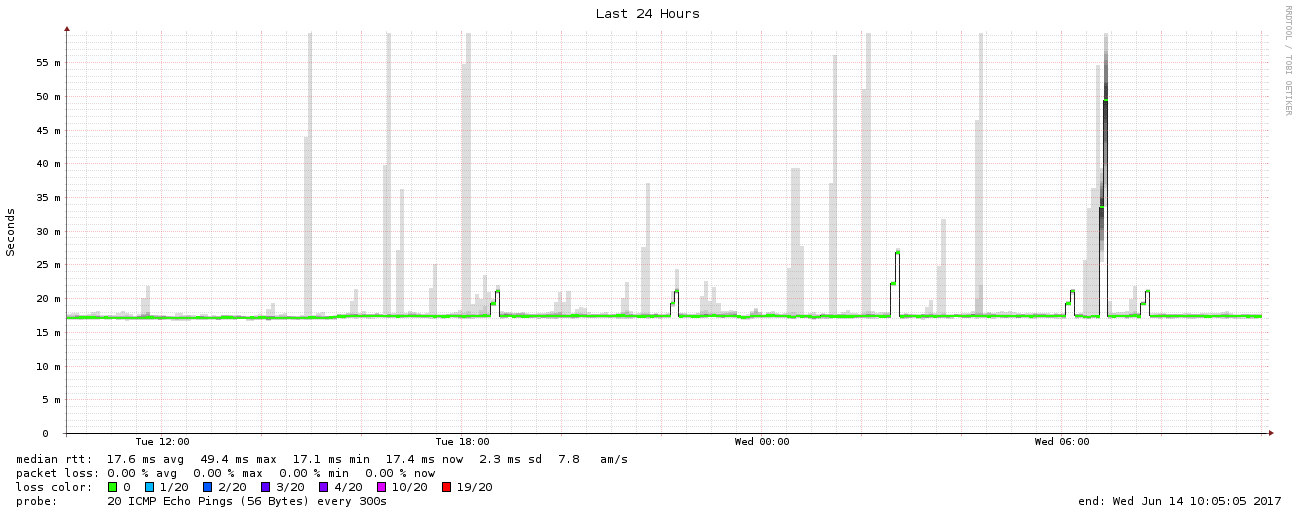 Last 24 Hours
RRDTOOL / TOBI OETIKER
Seconds
55 m
50 m
45 m
40 m
35 m
30 m
25 m
20 m
15 m
10 m
5 m
0
Tue 12:00 Tue 18:00 Wed 00:00 Wed 06:00
median rtt: 17.6 ms avg 49.4 ms max 17.1 ms min 17.4 ms now 2.3 ms sd 7.8 am/s
packet loss: 0.00 % avg 0.00 % max 0.00 % min 0.00 % now
loss color: 0 1/20 2/20 3/20 4/20 10/20 19/20
probe: 20 ICMP Echo Pings (56 Bytes) every 300s end: Wed Jun 14 10:05:05 2017